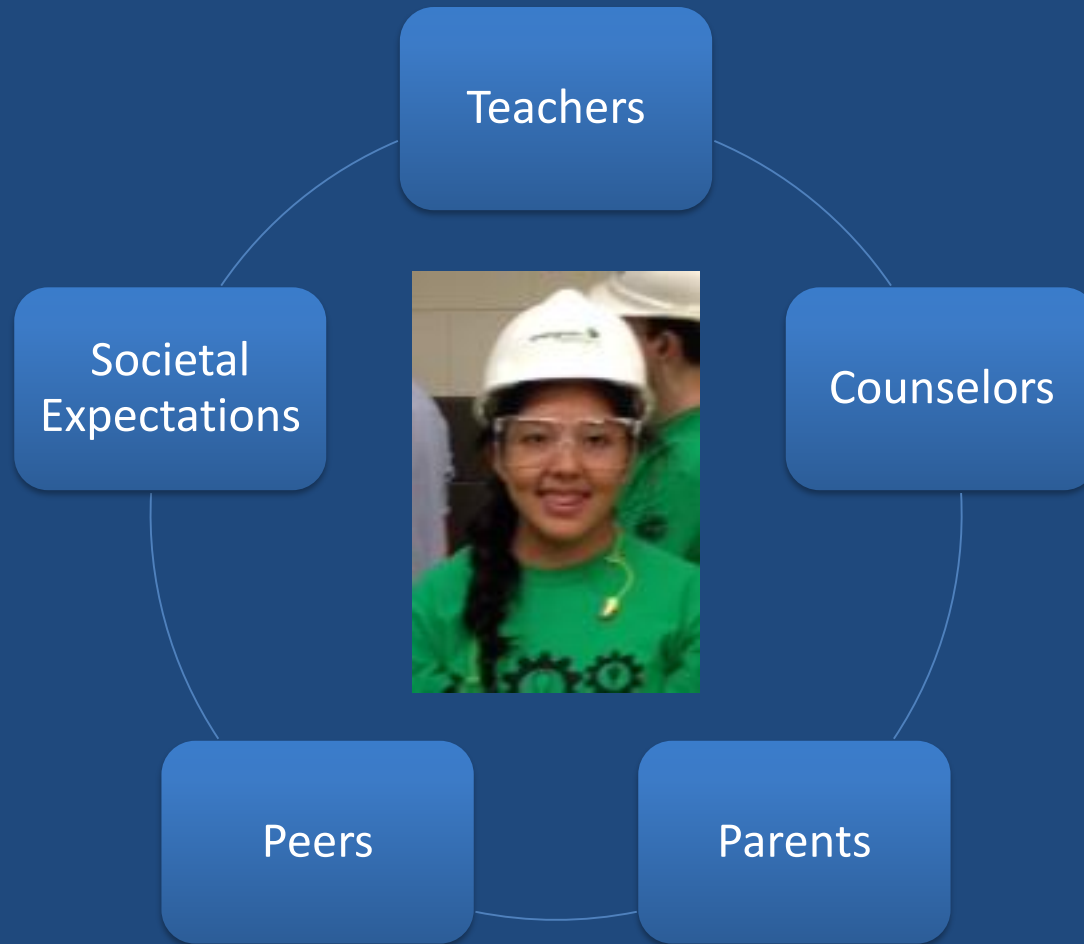 Teachers
Counselors
Parents
Peers
Societal
Expectations